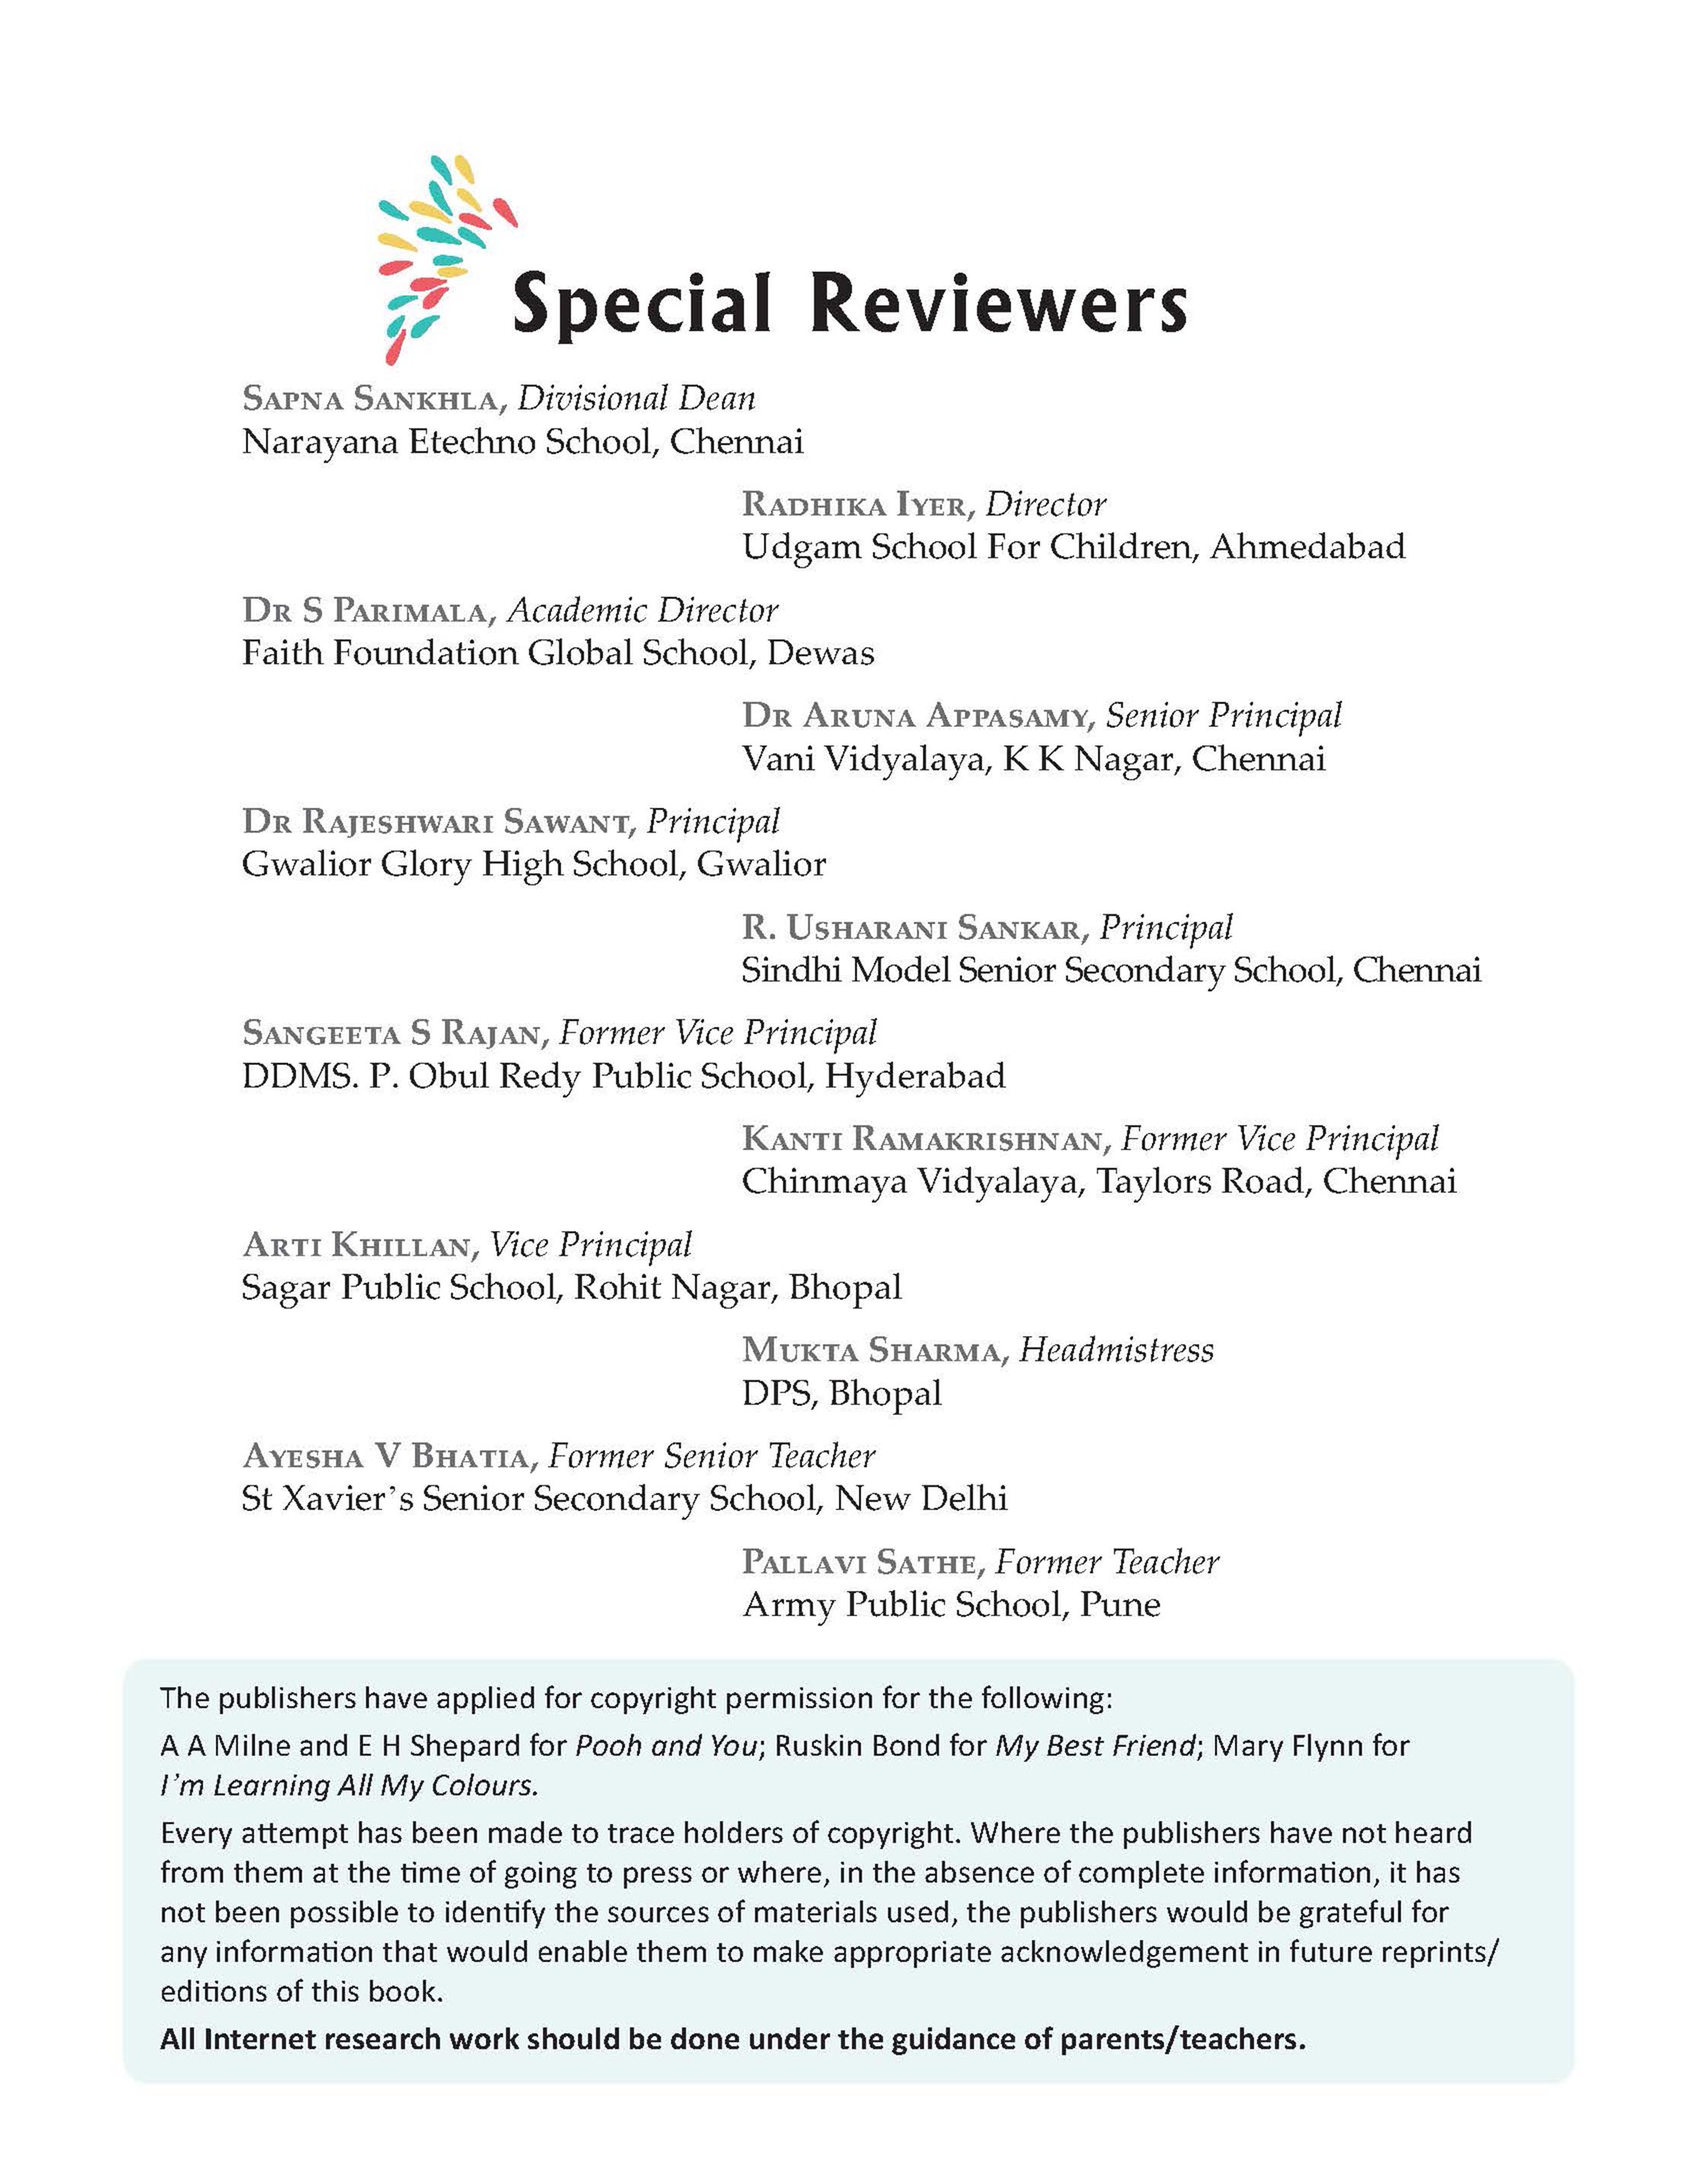 Special Reviewers
Sapna Sankhla, Divisional Dean
Narayana Etechno School, Chennai
Radhika Iyer, Director
Udgam School For Children, Ahmedabad
Dr S Parimala, Academic Director
Faith Foundation Global School, Dewas
Dr Aruna Appasamy, Senior Principal
Vani Vidyalaya, K K Nagar, Chennai
Dr Rajeshwari Sawant, Principal
Gwalior Glory High School, Gwalior
R. Usharani Sankar, Principal
Sindhi Model Senior Secondary School, Chennai
Sangeeta S Rajan, Former Vice Principal
DDMS. P. Obul Redy Public School, Hyderabad
Kanti Ramakrishnan, Former Vice Principal
Chinmaya Vidyalaya, Taylors Road, Chennai
Arti Khillan, Vice Principal
Sagar Public School, Rohit Nagar, Bhopal
Mukta Sharma, Headmistress
DPS, Bhopal
Ayesha V Bhatia, Former Senior Teacher
St Xavier's Senior Secondary School, New Delhi
Pallavi Sathe, Former Teacher
Army Public School, Pune
The publishers have applied for copyright permission for the following:
A A Milne and E H Shepard for Pooh and You; Ruskin Bond for My Best Friend; Mary Flynn for
I'm Learning All My Colours.
Every attempt has been made to trace holders of copyright. Where the publishers have not heard
from them at the time of going to press or where, in the absence of complete information, it has
not been possible to identify the sources of materials used, the publishers would be grateful for
any information that would enable them to make appropriate acknowledgement in future reprints/
editions of this book.
All Internet research work should be done under the guidance of parents/teachers.